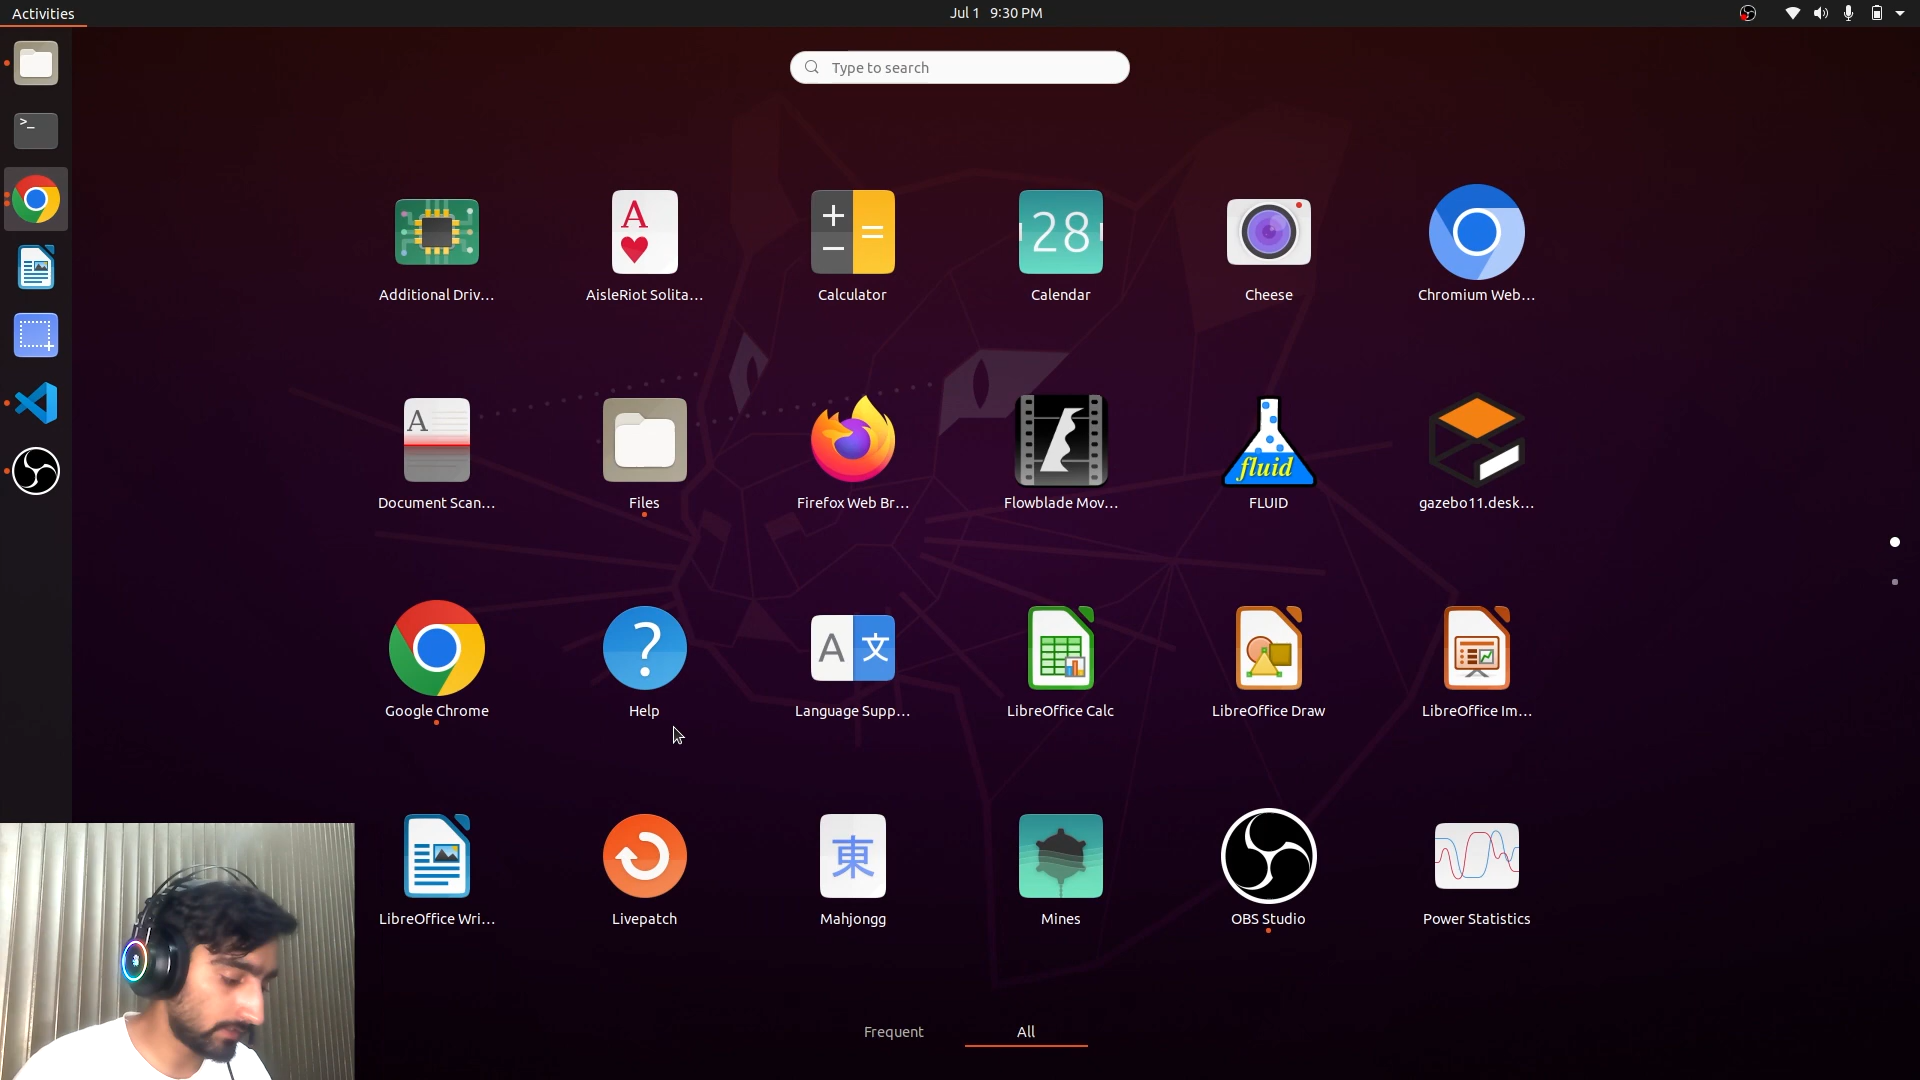 Activities
Jul 1 9:30 PM
Type to search
28
Additional Driv...
AisleRiot Solita...
Calculator
Calendar
Cheese
Chromium Web...
fluid
Document Scan...
Files
Firefox Web Br...
Flowblade Mov...
FLUID
gazebo11.desk...
A 文
Google Chrome
Help
Language Supp...
LibreOffice Calc
LibreOffice Draw
LibreOffice Im...
東
LibreOffice Wri...
Livepatch
Mahjongg
Mines
OBS Studio
Power Statistics
Frequent
All